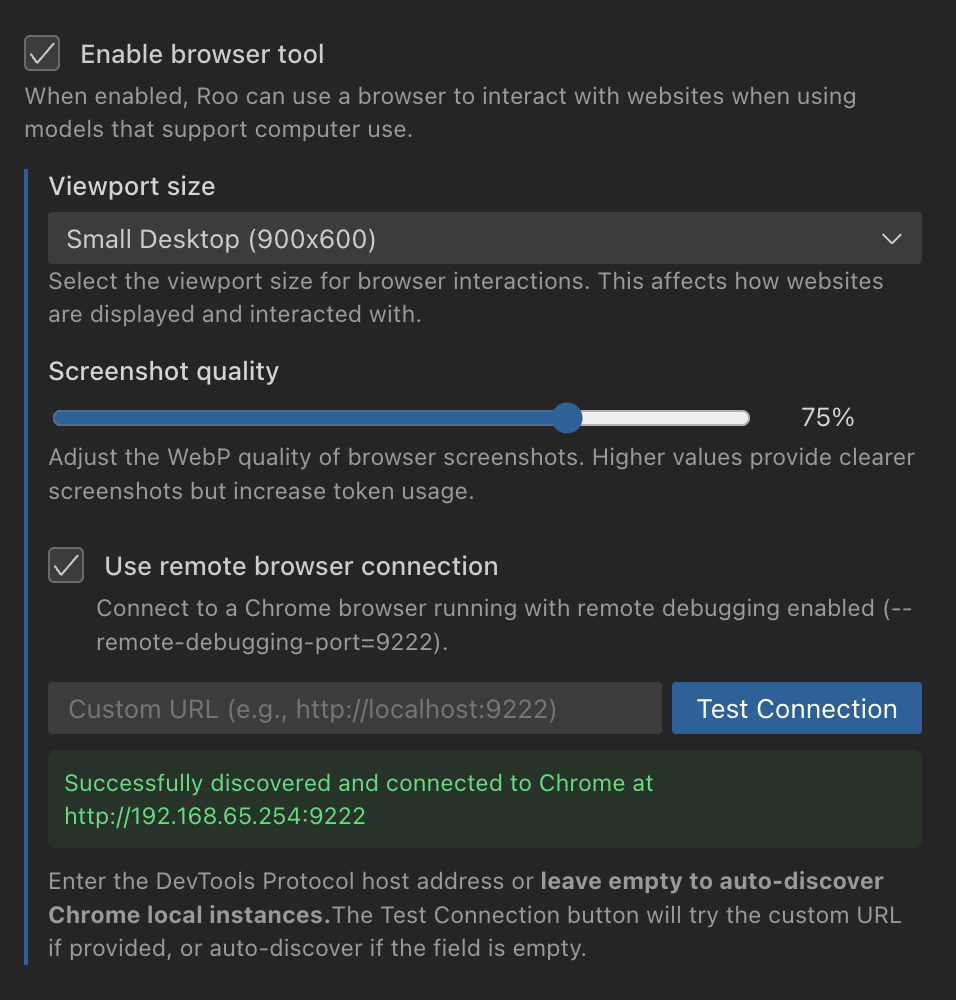 Enable browser tool
When enabled, Roo can use a browser to interact with websites when using
models that support computer use.
Viewport size
Small Desktop (900x600)
Select the viewport size for browser interactions. This affects how websites
are displayed and interacted with.
Screenshot quality
75%
Adjust the WebP quality of browser screenshots. Higher values provide clearer
screenshots but increase token usage.
Use remote browser connection
Connect to a Chrome browser running with remote debugging enabled (--
remote-debugging-port=9222).
Custom URL (e.g., http://localhost:9222)
Test Connection
Successfully discovered and connected to Chrome at
http://192.168.65.254:9222
Enter the DevTools Protocol host address or leave empty to auto-discover
Chrome local instances.The Test Connection button will try the custom URL
if provided, or auto-discover if the field is empty.